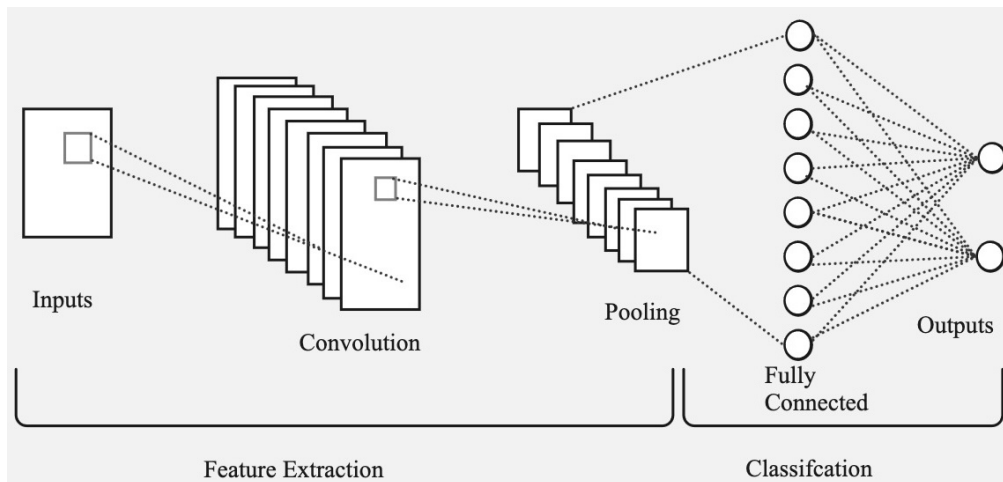 Inputs
Convolution
Pooling
Fully
Connected
Outputs
Feature Extraction
Classifcation